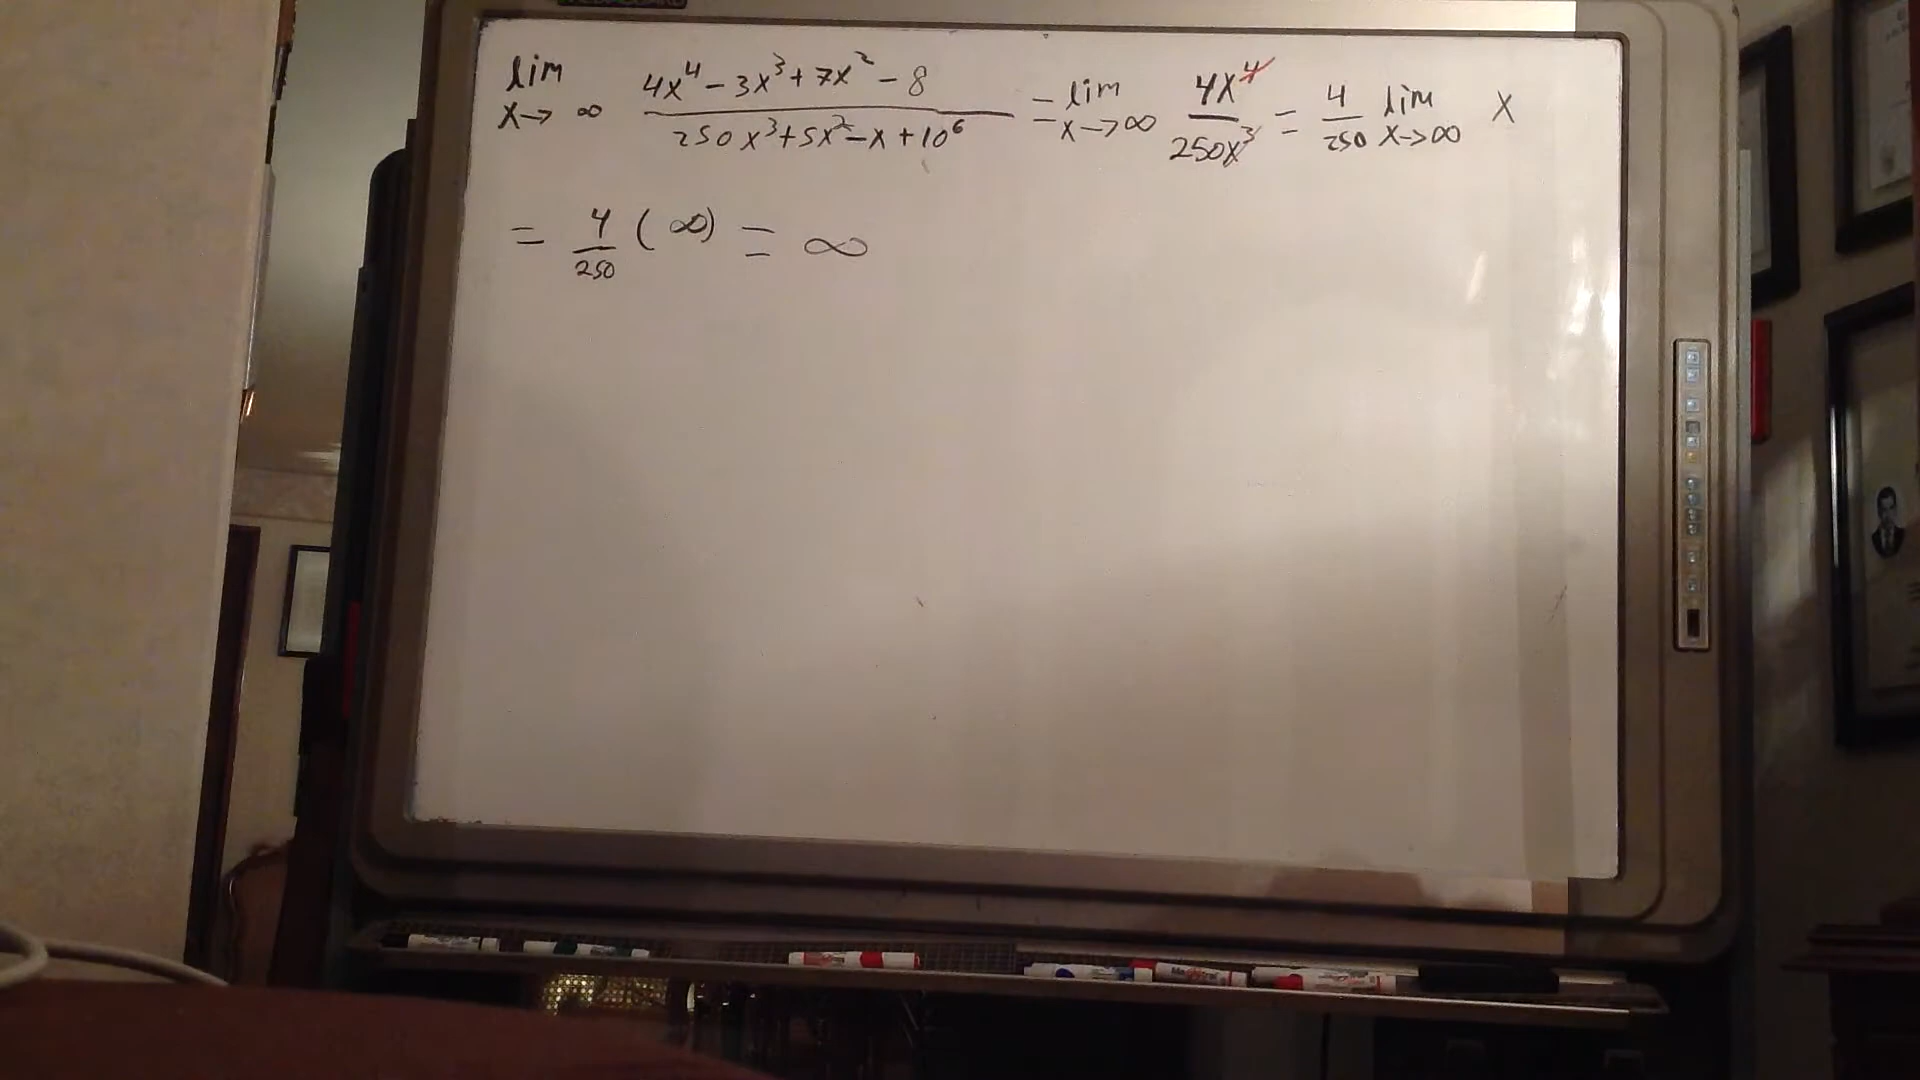 lim x→∞ (4x⁴ - 3x³ + 7x² - 8)/(250x³ + 5x² - x + 10⁶) = lim x→∞ 4x⁴/250x³ = 4/250 lim x→∞ x
= 4/250 (∞) = ∞